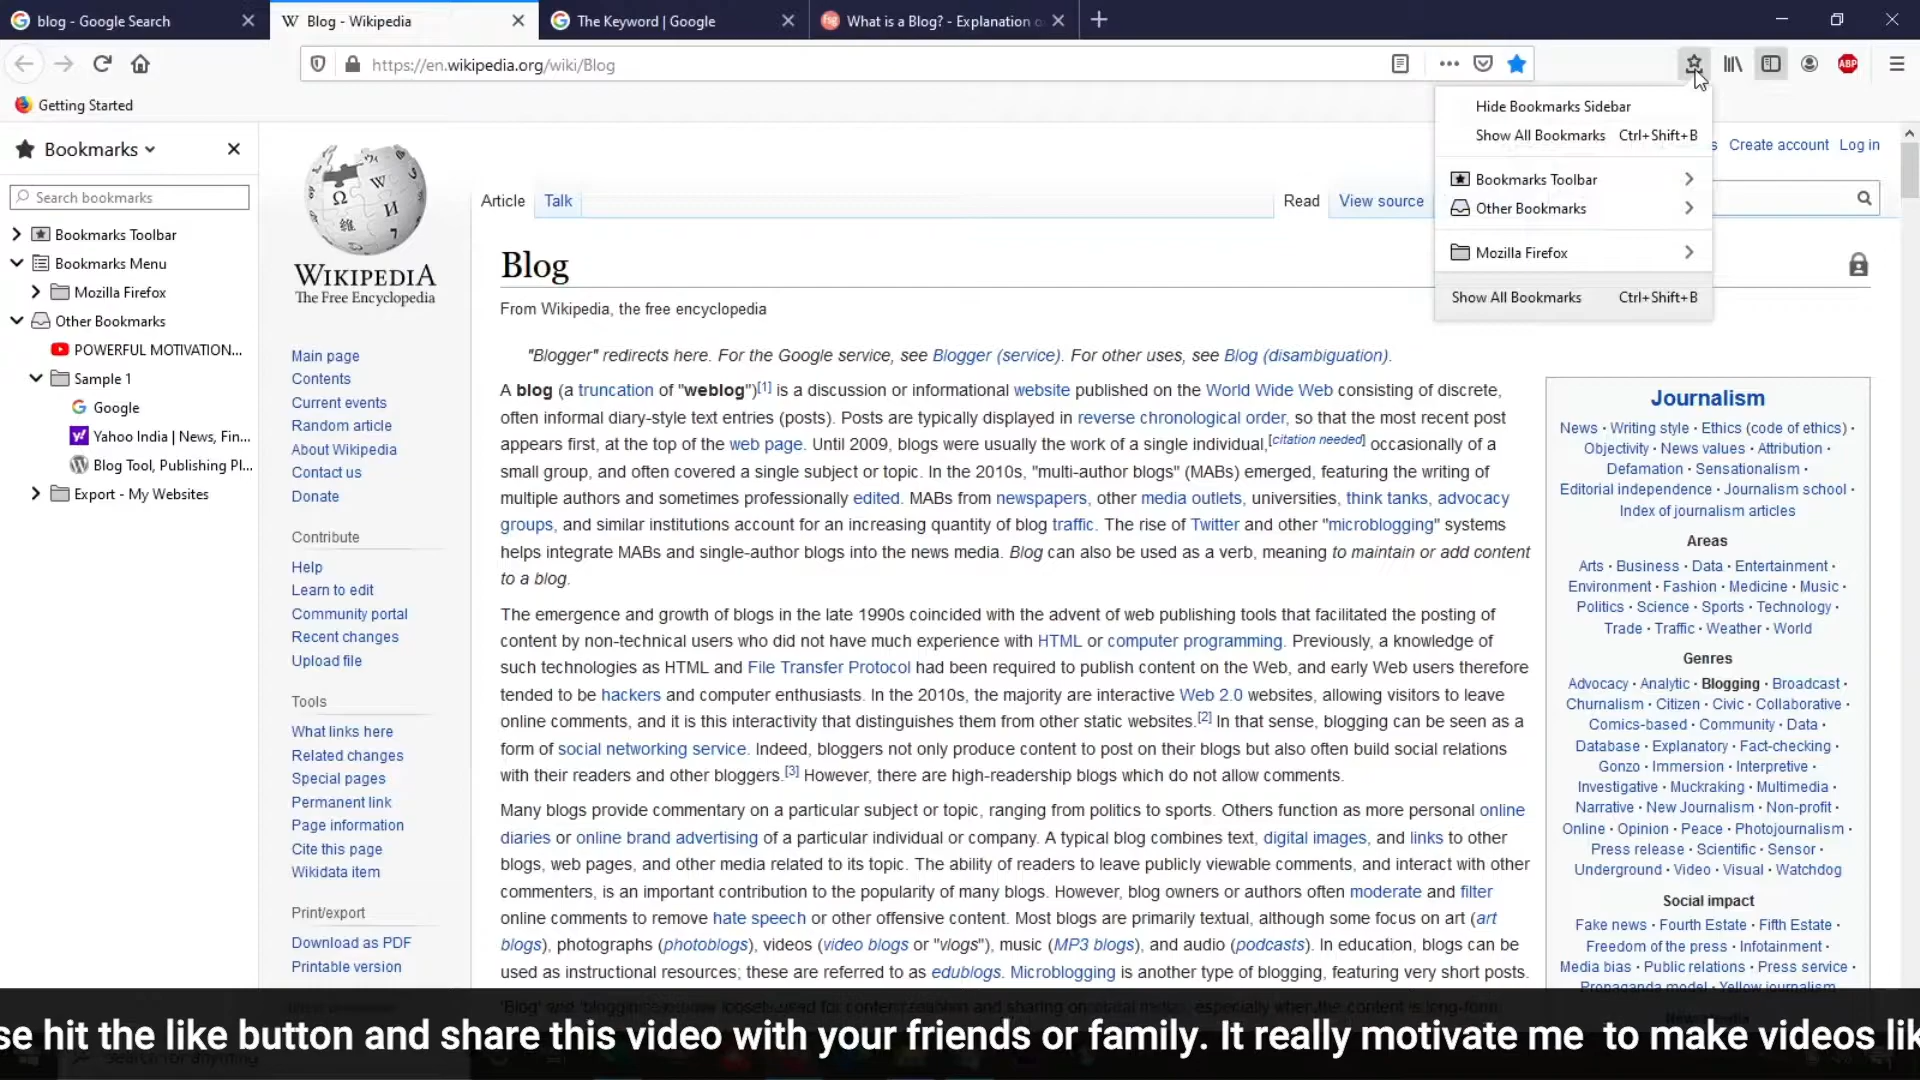 blog - Google Search
Blog - Wikipedia
The Keyword | Google
What is a Blog? - Explanation
https://en.wikipedia.org/wiki/Blog
ABP
Getting Started
Hide Bookmarks Sidebar
Show All Bookmarks Ctrl+Shift+B
Bookmarks Toolbar
Other Bookmarks
Mozilla Firefox
Show All Bookmarks Ctrl+Shift+B
Bookmarks
Search bookmarks
Bookmarks Toolbar
Bookmarks Menu
Mozilla Firefox
Other Bookmarks
POWERFUL MOTIVATION...
Sample 1
Google
Yahoo India | News, Fin...
Blog Tool, Publishing Pl...
Export - My Websites
WIKIPEDIA
The Free Encyclopedia
Main page
Contents
Current events
Random article
About Wikipedia
Contact us
Donate
Contribute
Help
Learn to edit
Community portal
Recent changes
Upload file
Tools
What links here
Related changes
Special pages
Permanent link
Page information
Cite this page
Wikidata item
Print/export
Download as PDF
Printable version
Create account Log in
Article Talk Read View source
Blog
From Wikipedia, the free encyclopedia
"Blogger" redirects here. For the Google service, see Blogger (service). For other uses, see Blog (disambiguation).
A blog (a truncation of "weblog")[1] is a discussion or informational website published on the World Wide Web consisting of discrete,
often informal diary-style text entries (posts). Posts are typically displayed in reverse chronological order, so that the most recent post
appears first, at the top of the web page. Until 2009, blogs were usually the work of a single individual,[citation needed] occasionally of a
small group, and often covered a single subject or topic. In the 2010s, "multi-author blogs" (MABs) emerged, featuring the writing of
multiple authors and sometimes professionally edited. MABs from newspapers, other media outlets, universities, think tanks, advocacy
groups, and similar institutions account for an increasing quantity of blog traffic. The rise of Twitter and other "microblogging" systems
helps integrate MABs and single-author blogs into the news media. Blog can also be used as a verb, meaning to maintain or add content
to a blog.
The emergence and growth of blogs in the late 1990s coincided with the advent of web publishing tools that facilitated the posting of
content by non-technical users who did not have much experience with HTML or computer programming. Previously, a knowledge of
such technologies as HTML and File Transfer Protocol had been required to publish content on the Web, and early Web users therefore
tended to be hackers and computer enthusiasts. In the 2010s, the majority are interactive Web 2.0 websites, allowing visitors to leave
online comments, and it is this interactivity that distinguishes them from other static websites.[2] In that sense, blogging can be seen as a
form of social networking service. Indeed, bloggers not only produce content to post on their blogs but also often build social relations
with their readers and other bloggers.[3] However, there are high-readership blogs which do not allow comments.
Many blogs provide commentary on a particular subject or topic, ranging from politics to sports. Others function as more personal online
diaries or online brand advertising of a particular individual or company. A typical blog combines text, digital images, and links to other
blogs, web pages, and other media related to its topic. The ability of readers to leave publicly viewable comments, and interact with other
commenters, is an important contribution to the popularity of many blogs. However, blog owners or authors often moderate and filter
online comments to remove hate speech or other offensive content. Most blogs are primarily textual, although some focus on art (art
blogs), photographs (photoblogs), videos (video blogs or "vlogs"), music (MP3 blogs), and audio (podcasts). In education, blogs can be
used as instructional resources; these are referred to as edublogs. Microblogging is another type of blogging, featuring very short posts.
Journalism
News · Writing style · Ethics (code of ethics) ·
Objectivity · News values · Attribution ·
Defamation · Sensationalism ·
Editorial independence · Journalism school ·
Index of journalism articles
Areas
Arts · Business · Data · Entertainment ·
Environment · Fashion · Medicine · Music ·
Politics · Science · Sports · Technology ·
Trade · Traffic · Weather · World
Genres
Advocacy · Analytic · Blogging · Broadcast ·
Churnalism · Citizen · Civic · Collaborative ·
Comics-based · Community · Data ·
Database · Explanatory · Fact-checking ·
Gonzo · Immersion · Interpretive ·
Investigative · Muckraking · Multimedia ·
Narrative · New Journalism · Non-profit ·
Online · Opinion · Peace · Photojournalism ·
Press release · Scientific · Sensor ·
Underground · Video · Visual · Watchdog
Social impact
Fake news · Fourth Estate · Fifth Estate ·
Freedom of the press · Infotainment ·
Media bias · Public relations · Press service ·
Propaganda model · Yellow journalism
se hit the like button and share this video with your friends or family. It really motivate me to make videos lik